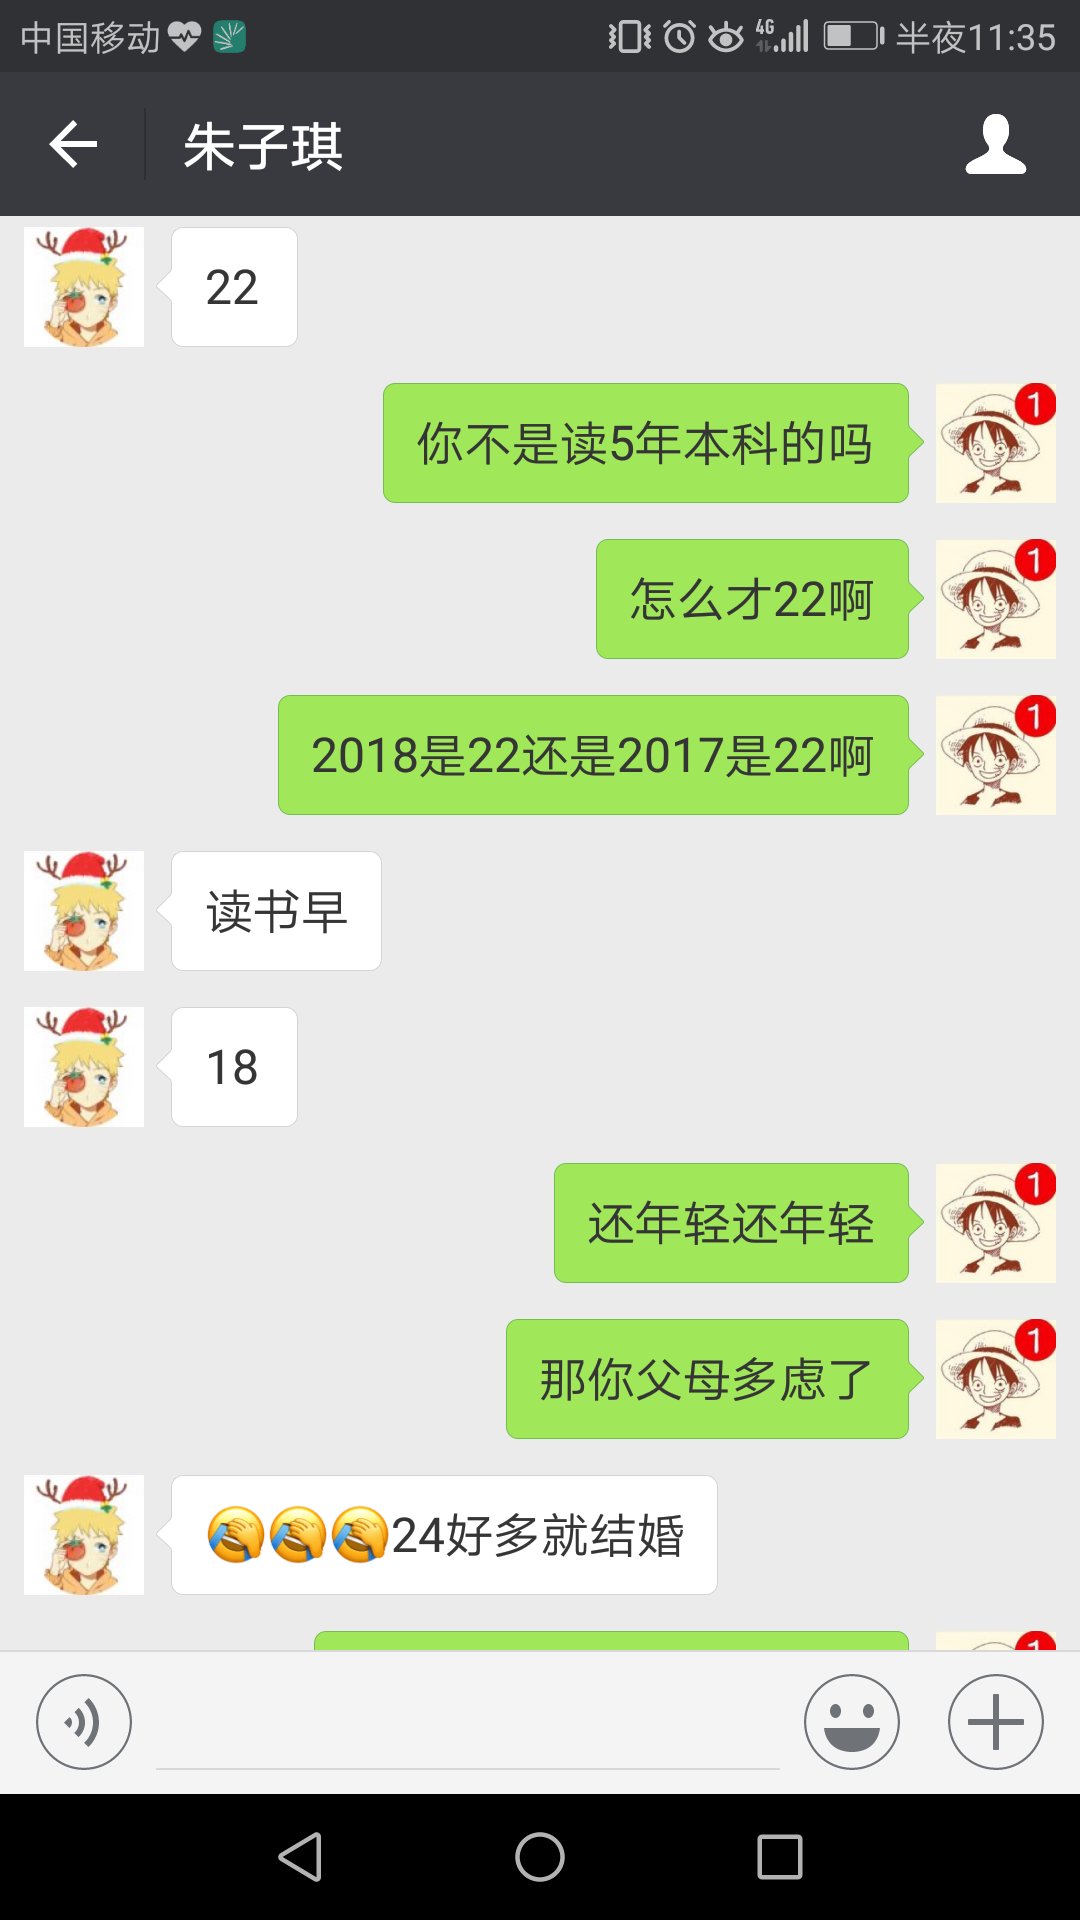 中国移动 4G 半夜11:35
朱子琪
22
1
你不是读5年本科的吗
1
怎么才22啊
1
2018是22还是2017是22啊
读书早
18
1
还年轻还年轻
1
那你父母多虑了
🤦🤦🤦24好多就结婚
1